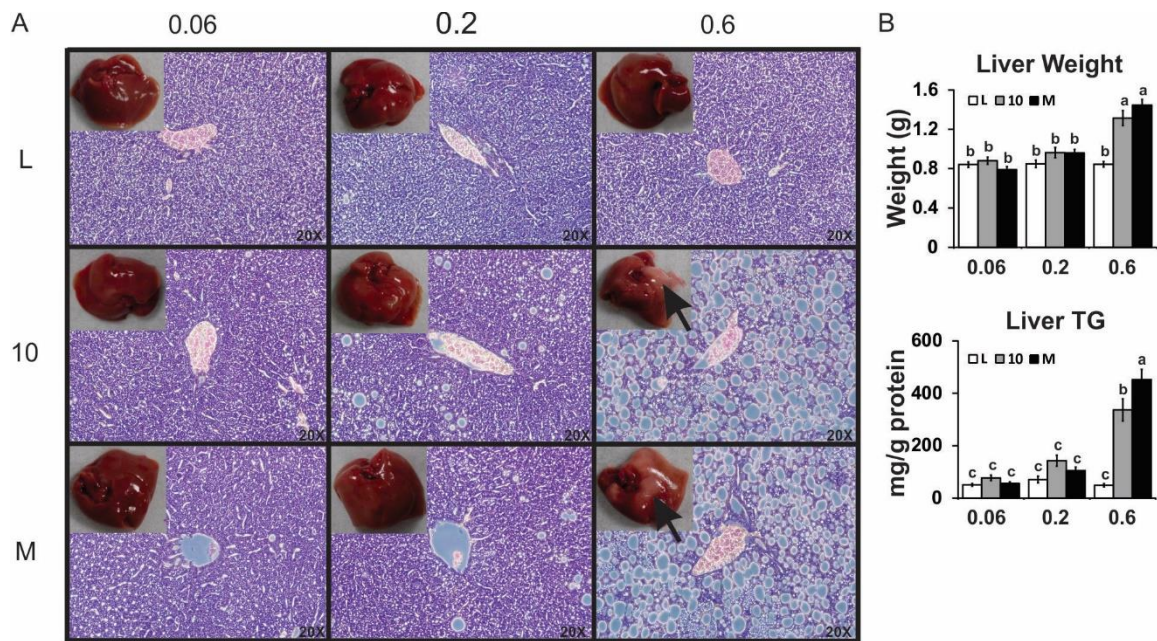 A
0.06 0.2 0.6
L
20X 20X 20X
10
20X 20X 20X
M
20X 20X 20X
B
Liver Weight
L 10 M
Weight (g)
1.6
1.2
0.8
0.4
0
b b b b b b b a a
0.06 0.2 0.6
Liver TG
L 10 M
mg/g protein
600
400
200
0
c c c c c c c b a
0.06 0.2 0.6